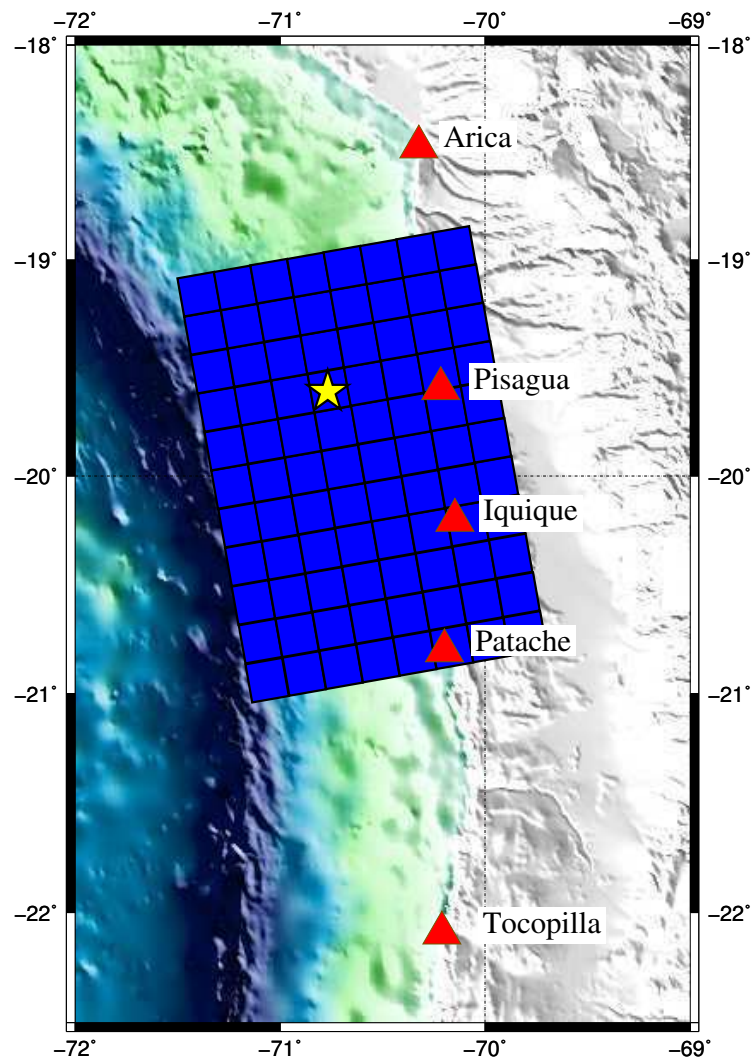 −72˚ −71˚ −70˚ −69˚
−18˚ −18˚
Arica
−19˚ −19˚
Pisagua
−20˚ −20˚
Iquique
Patache
−21˚ −21˚
−22˚ −22˚
Tocopilla
−72˚ −71˚ −70˚ −69˚